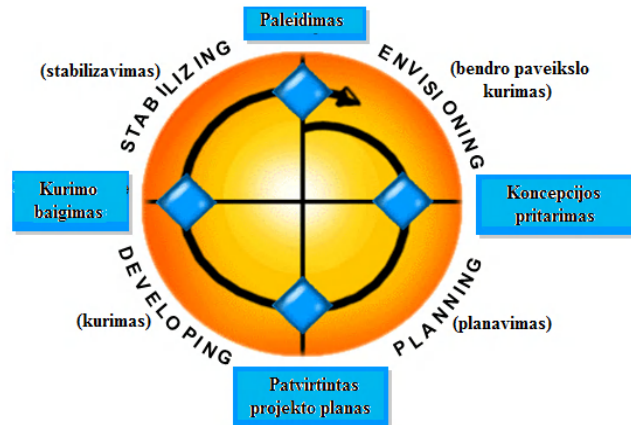 Paleidimas
STABILIZING
(stabilizavimas)
ENVISIONING
(bendro paveikslo
kurimas)
Kurimo
baigimas
Koncepcijos
pritarimas
DEVELOPING
(kurimas)
PLANNING
(planavimas)
Patvirtintas
projekto planas